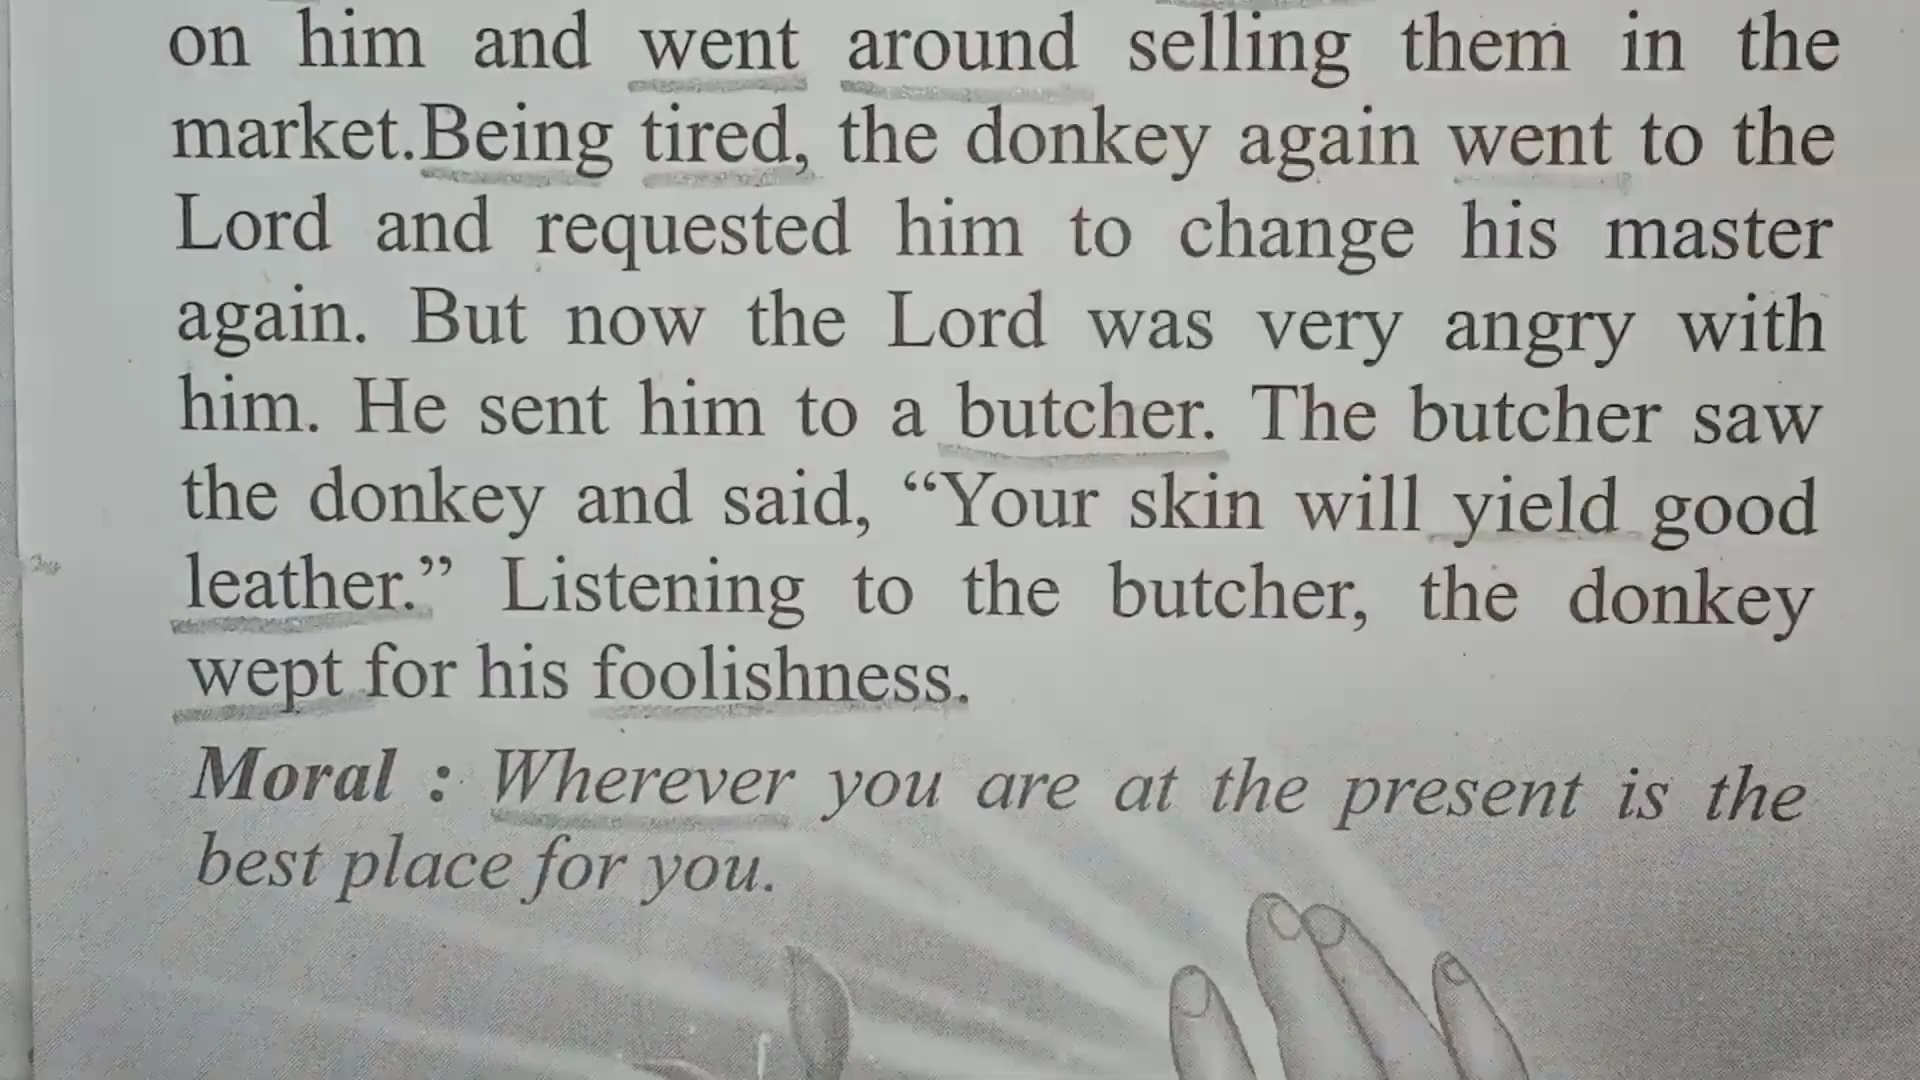 on him and went around selling them in the
market.Being tired, the donkey again went to the
Lord and requested him to change his master
again. But now the Lord was very angry with
him. He sent him to a butcher. The butcher saw
the donkey and said, “Your skin will yield good
leather.” Listening to the butcher, the donkey
wept for his foolishness.
Moral : Wherever you are at the present is the
best place for you.